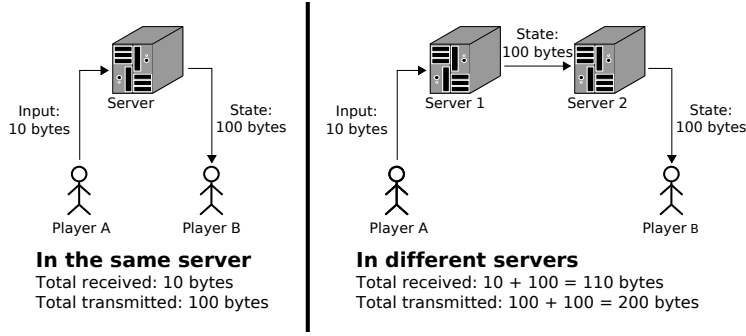 Server
Input:
10 bytes
State:
100 bytes
Player A
Player B
In the same server
Total received: 10 bytes
Total transmitted: 100 bytes
State:
100 bytes
Server 1
Server 2
Input:
10 bytes
State:
100 bytes
Player A
Player B
In different servers
Total received: 10 + 100 = 110 bytes
Total transmitted: 100 + 100 = 200 bytes